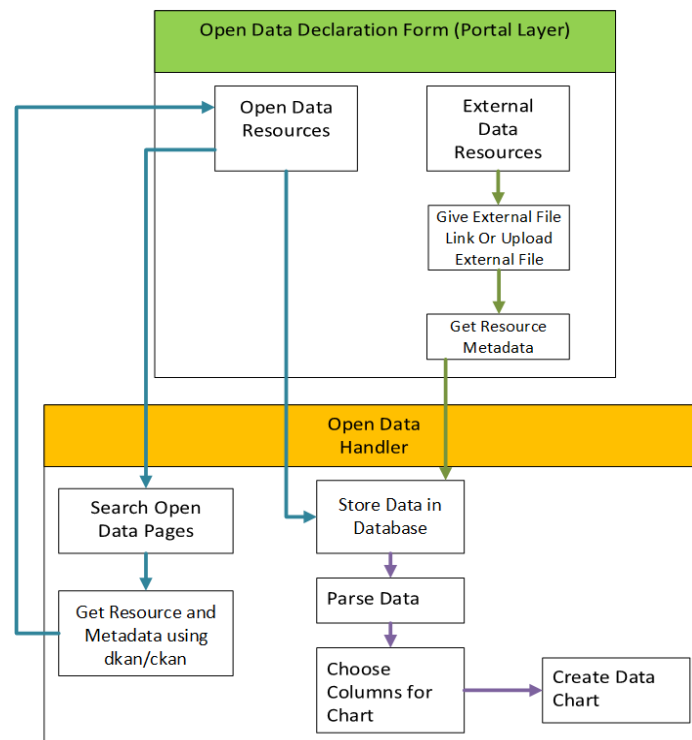 Open Data Declaration Form (Portal Layer)
Open Data
Resources
External
Data
Resources
Give External File
Link Or Upload
External File
Get Resource
Metadata
Open Data
Handler
Search Open
Data Pages
Store Data in
Database
Get Resource and
Metadata using
dkan/ckan
Parse Data
Choose
Columns for
Chart
Create Data
Chart